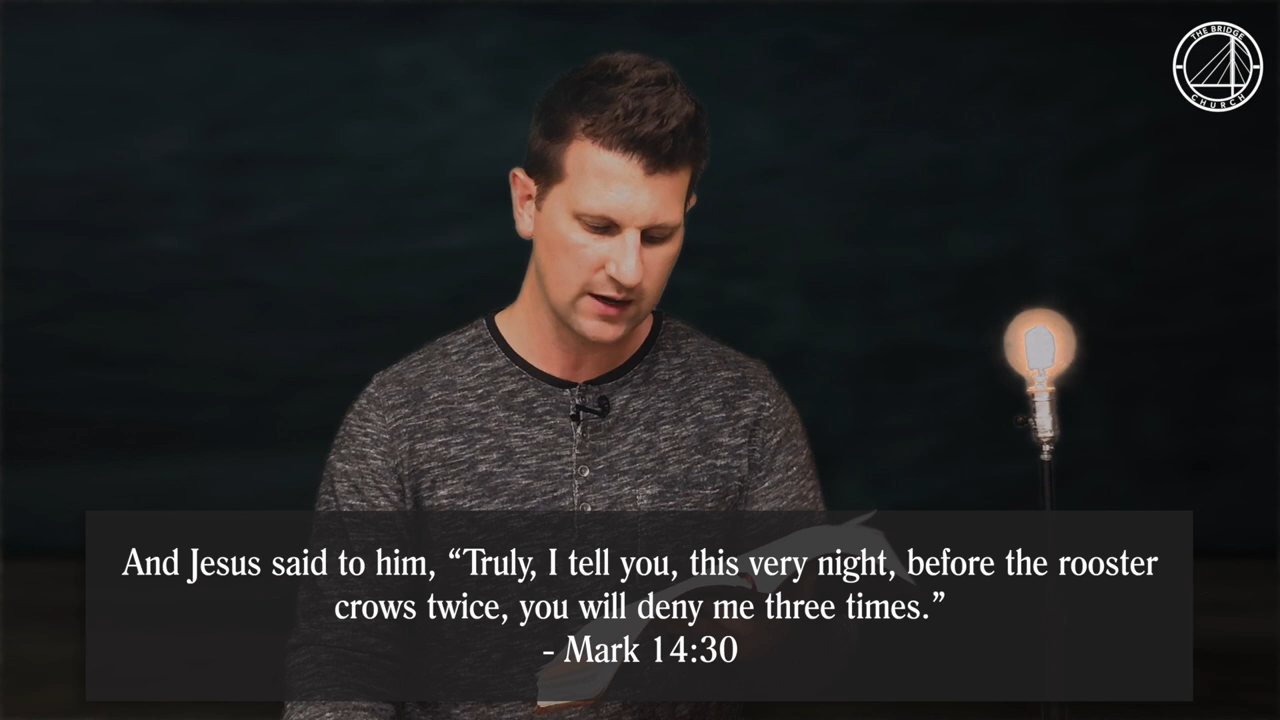 THE BRIDGE
CHURCH
And Jesus said to him, “Truly, I tell you, this very night, before the rooster
crows twice, you will deny me three times.”
- Mark 14:30